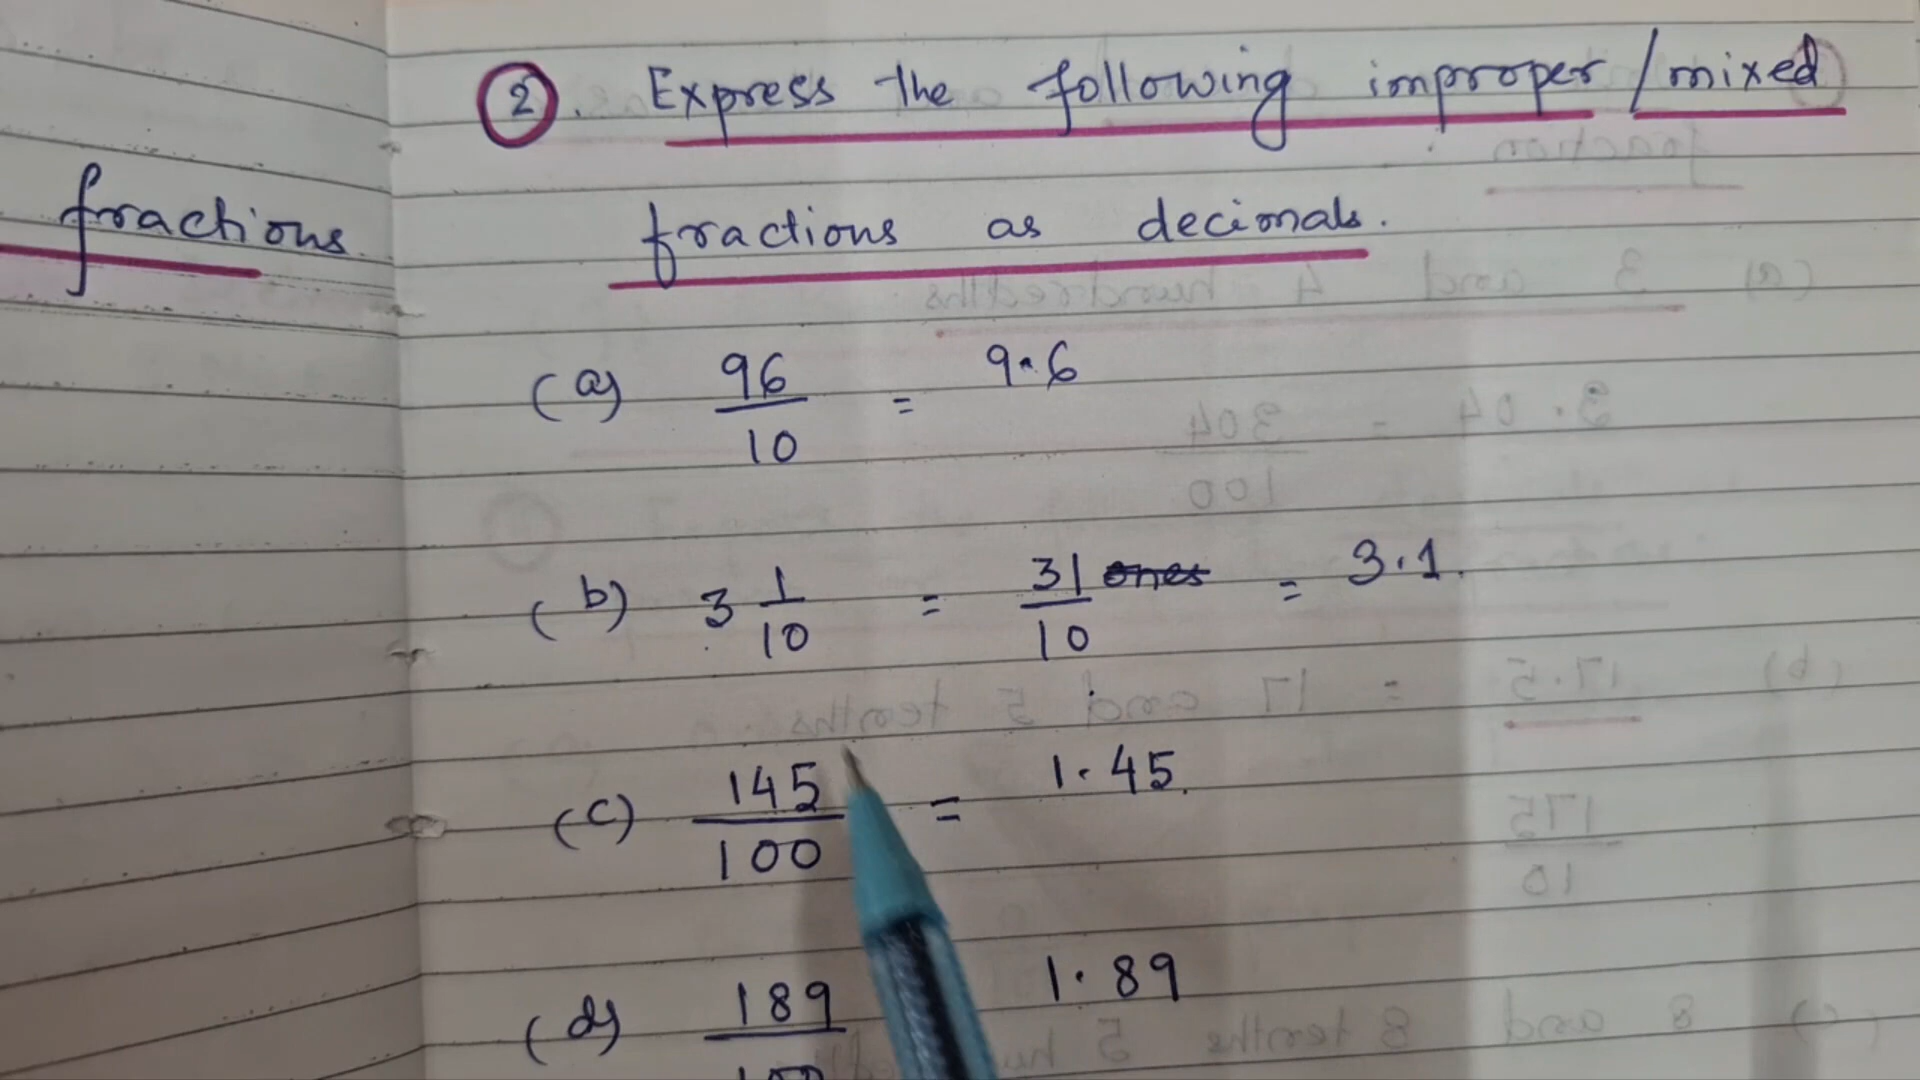 fractions
② . Express the following improper / mixed
fractions as decimals.
(a) 96/10 = 9.6
(b) 3 1/10 = 31/10 ~~ones~~ = 3.1.
(c) 145/100 = 1.45.
(d) 189/100 1.89